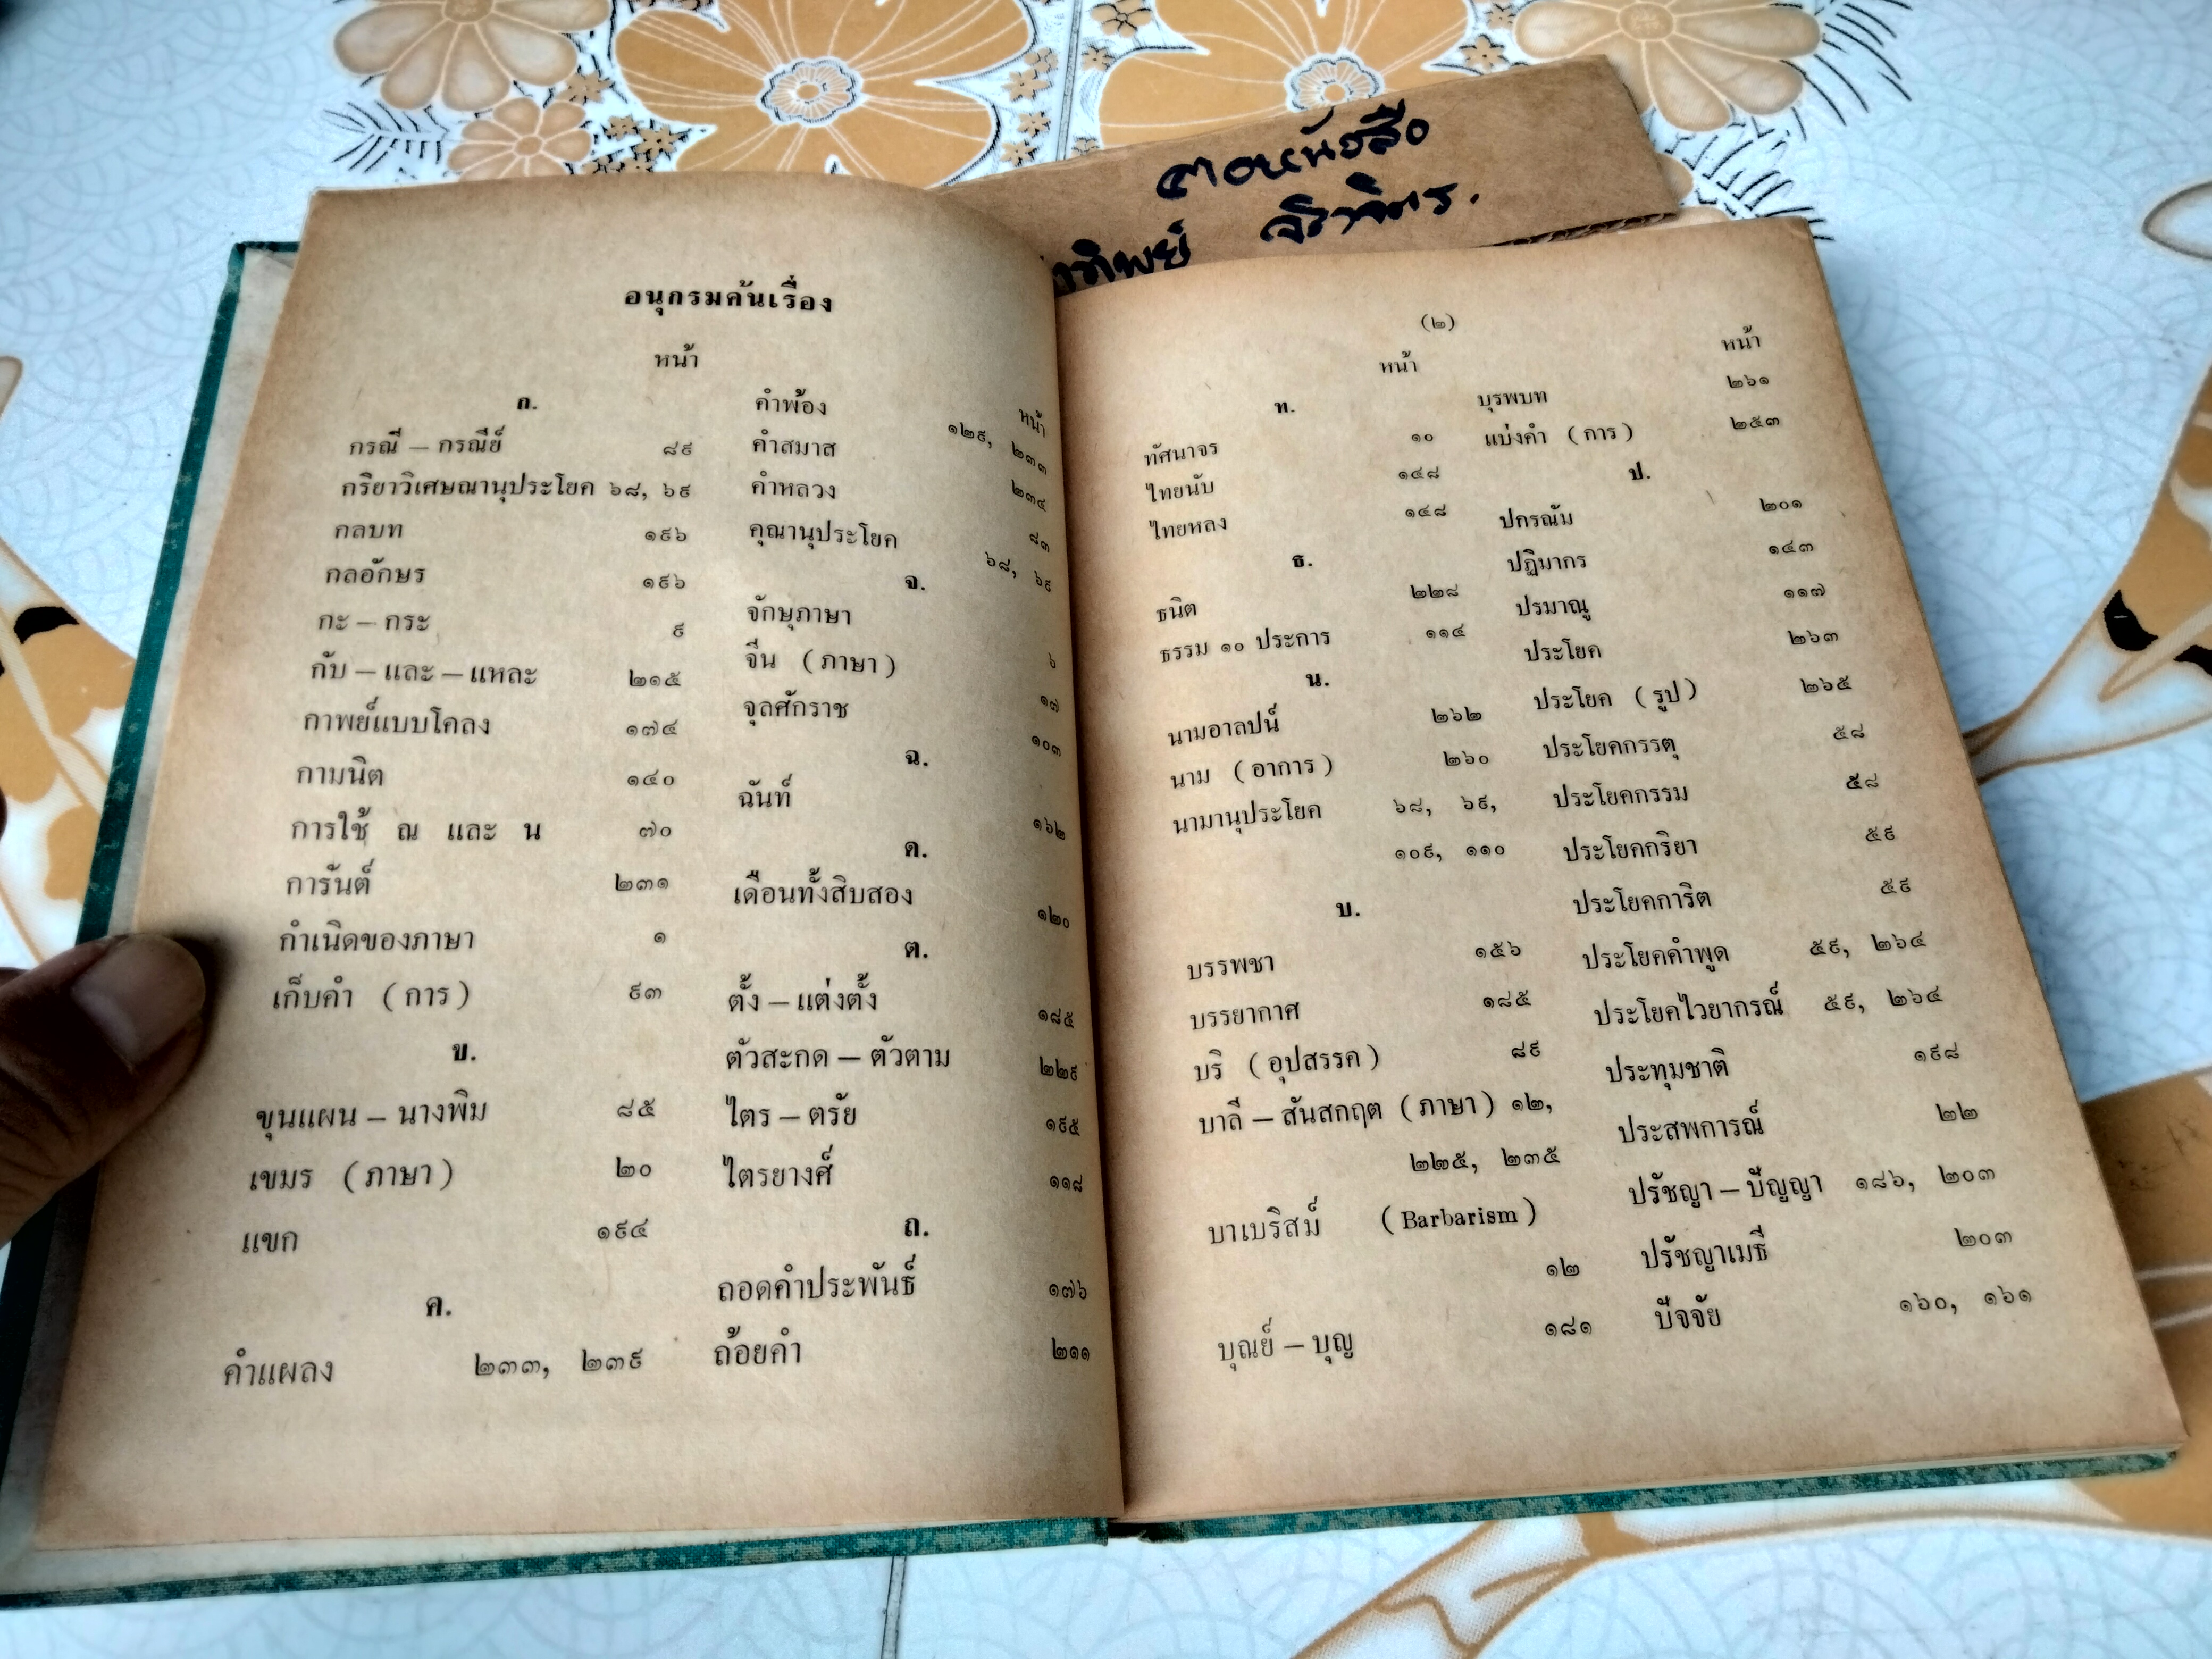 ตอนหนังสือ
ทิพย์ จิราจิตร.
อนุกรมค้นเรื่อง
หน้า
ก.
กรณี – กรณีย์ ๘๙
กริยาวิเศษณานุประโยค ๖๘, ๖๙
กลบท ๑๙๖
กลอักษร ๑๙๖
กะ – กระ ๙
กับ – และ – แหละ ๒๑๕
กาพย์แบบโคลง ๑๗๔
กามนิต ๑๔๐
การใช้ ณ และ น ๗๐
การันต์ ๒๓๑
กำเนิดของภาษา ๑
เก็บคำ (การ) ๙๓
ข.
ขุนแผน – นางพิม ๘๕
เขมร (ภาษา) ๒๐
แขก ๑๙๔
ค.
คำแผลง ๒๓๓, ๒๓๙
หน้า
คำพ้อง ๑๒๙, ๒๓๓
คำสมาส ๒๓๔
คำหลวง ๘๓
คุณานุประโยค ๖๘, ๖๙
จ.
จักษุภาษา ๖
จีน (ภาษา) ๑๗
จุลศักราช ๑๐๓
ฉ.
ฉันท์ ๑๖๒
ด.
เดือนทั้งสิบสอง ๑๒๐
ต.
ตั้ง – แต่งตั้ง ๑๘๕
ตัวสะกด – ตัวตาม ๒๒๙
ไตร – ตรัย ๑๙๕
ไตรยางศ์ ๑๑๘
ถ.
ถอดคำประพันธ์ ๑๗๖
ถ้อยคำ ๒๑๑
(๒)
หน้า
ท.
ทัศนาจร ๑๐
ไทยนับ ๑๔๘
ไทยหลง ๑๔๘
ธ.
ธนิต ๒๒๘
ธรรม ๑๐ ประการ ๑๑๔
น.
นามอาลปน์ ๒๖๒
นาม (อาการ) ๒๖๐
นามานุประโยค ๖๘, ๖๙,
๑๐๙, ๑๑๐
บ.
บรรพชา ๑๕๖
บรรยากาศ ๑๘๕
บริ (อุปสรรค) ๘๙
บาลี – สันสกฤต (ภาษา) ๑๒,
๒๒๕, ๒๓๕
บาเบริสม์ (Barbarism)
๑๒
บุณย์ – บุญ ๑๘๑
หน้า
บุรพบท ๒๖๑
แบ่งคำ (การ) ๒๕๓
ป.
ปกรณัม ๒๐๑
ปฏิมากร ๑๔๓
ปรมาณู ๑๑๗
ประโยค ๒๖๓
ประโยค (รูป) ๒๖๕
ประโยคกรรตุ ๕๘
ประโยคกรรม ๕๘
ประโยคกริยา ๕๙
ประโยคการิต ๕๙
ประโยคคำพูด ๕๙, ๒๖๔
ประโยคไวยากรณ์ ๕๙, ๒๖๔
ประทุมชาติ ๑๙๘
ประสพการณ์ ๒๒
ปรัชญา – ปัญญา ๑๘๖, ๒๐๓
ปรัชญาเมธี ๒๐๓
ปัจจัย ๑๖๐, ๑๖๑